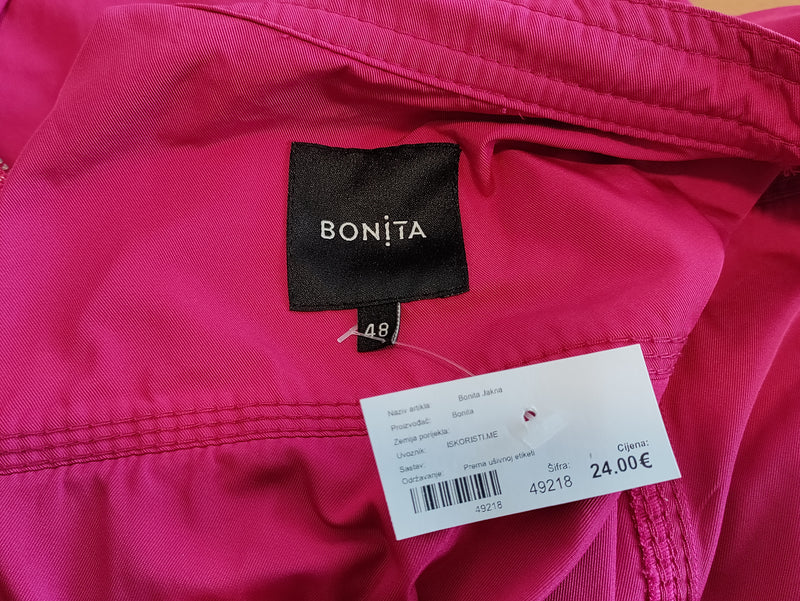 BONITA
48
Naziv artikla Bonita Jakna
Proizvođač: Bonita
Zemlja porijekla:
Uvoznik: ISKORISTI.ME
Sastav:
Održavanje: Prema ušivnoj etiketi
Šifra: Cijena:
49218 49218 24.00€